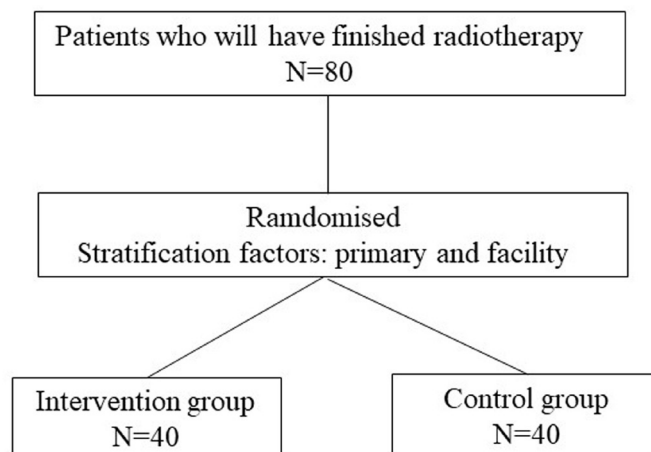 Patients who will have finished radiotherapy
N=80
Ramdomised
Stratification factors: primary and facility
Intervention group
N=40
Control group
N=40